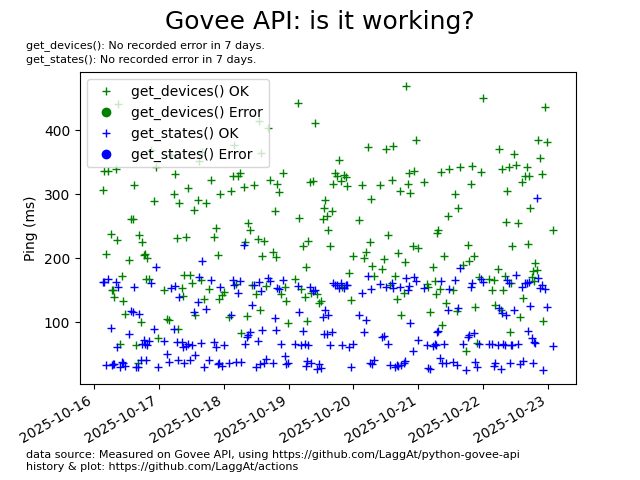 Govee API: is it working?
get_devices(): No recorded error in 7 days.
get_states(): No recorded error in 7 days.
get_devices() OK
get_devices() Error
get_states() OK
get_states() Error
400
300
200
100
Ping (ms)
2025-10-16
2025-10-17
2025-10-18
2025-10-19
2025-10-20
2025-10-21
2025-10-22
2025-10-23
data source: Measured on Govee API, using https://github.com/LaggAt/python-govee-api
history & plot: https://github.com/LaggAt/actions